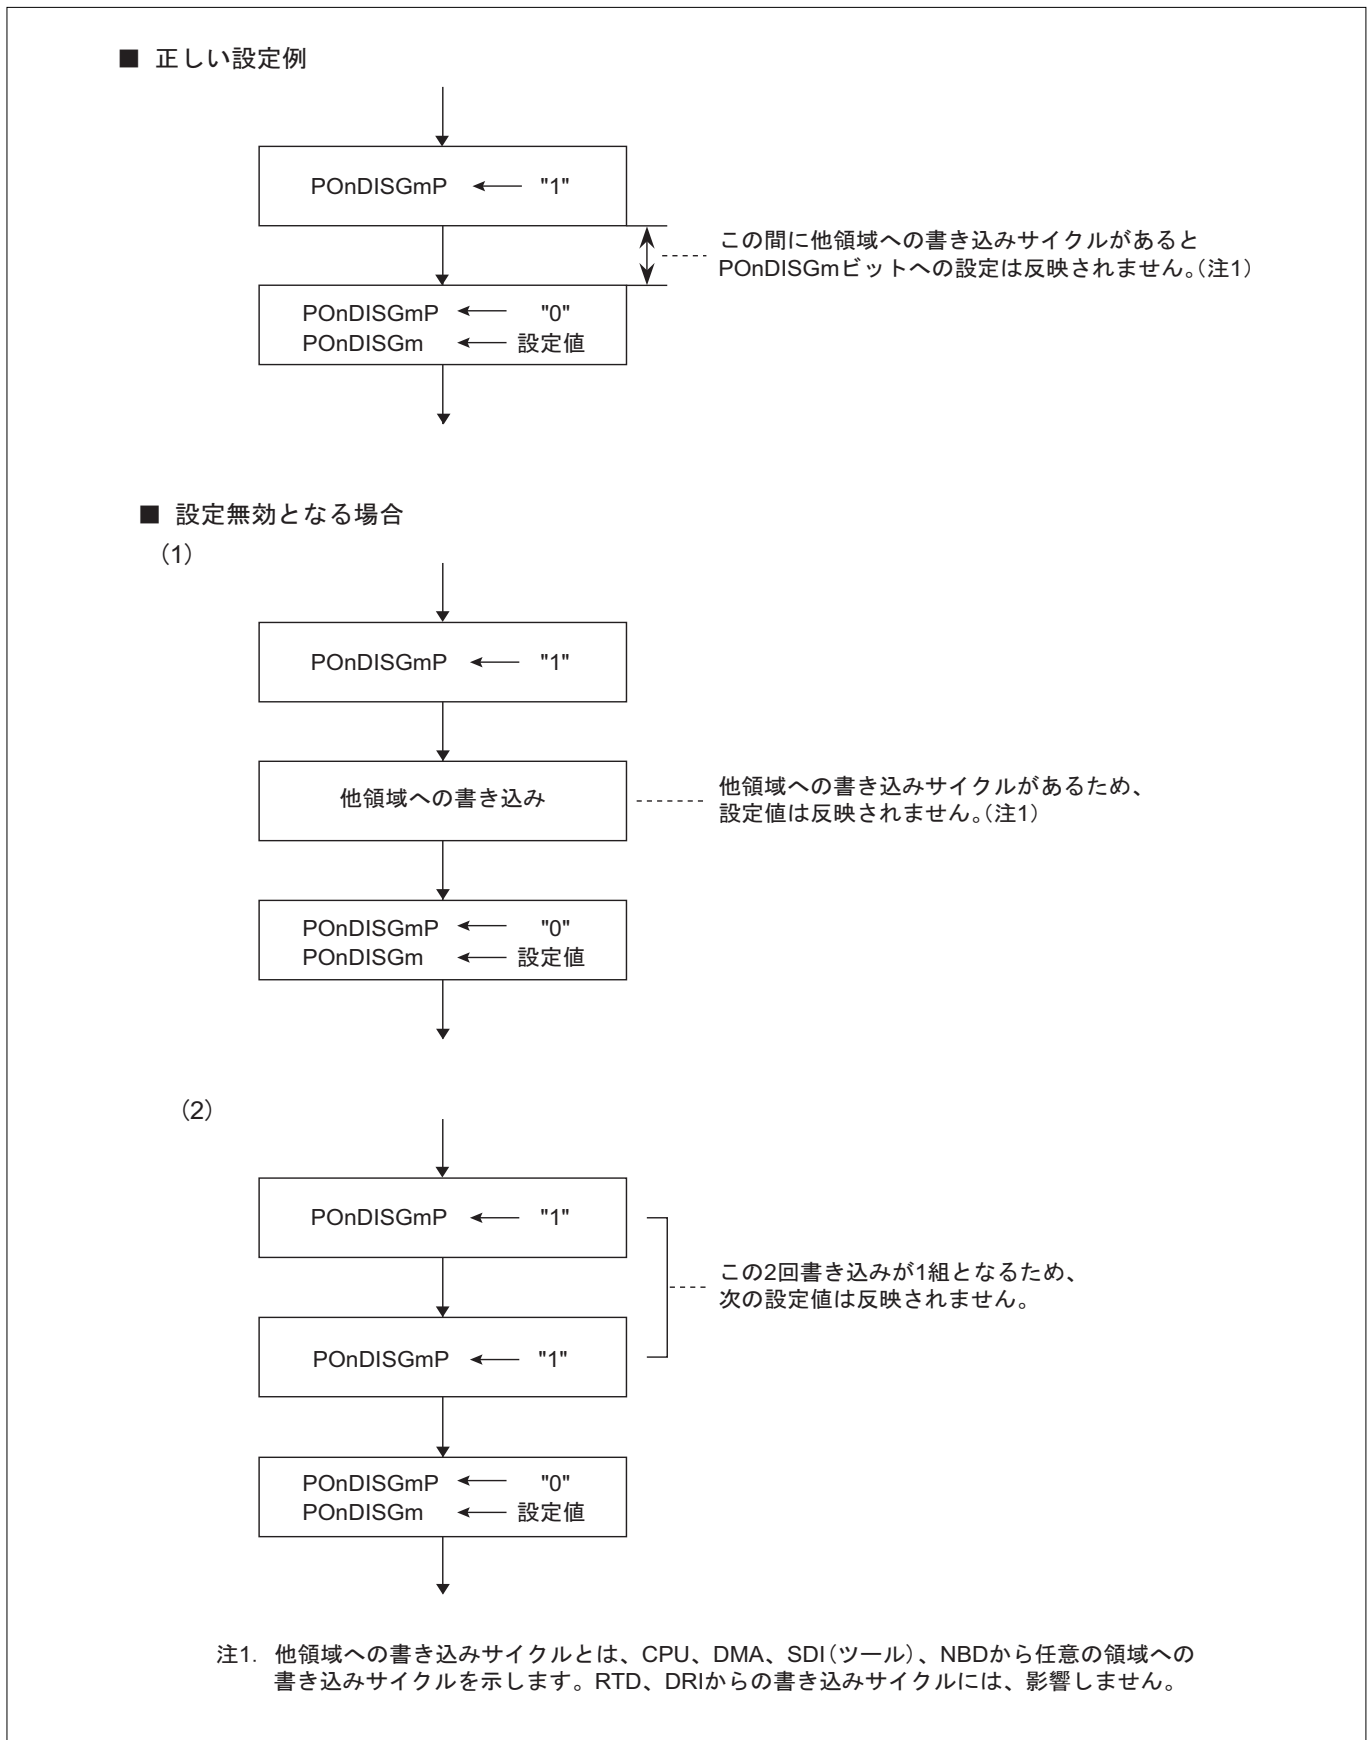 ■ 正しい設定例
POnDISGmP ← "1"
この間に他領域への書き込みサイクルがあると
POnDISGmビットへの設定は反映されません。(注1)
POnDISGmP ← "0"
POnDISGm ← 設定値
■ 設定無効となる場合
(1)
POnDISGmP ← "1"
他領域への書き込み
他領域への書き込みサイクルがあるため、
設定値は反映されません。(注1)
POnDISGmP ← "0"
POnDISGm ← 設定値
(2)
POnDISGmP ← "1"
この2回書き込みが1組となるため、
次の設定値は反映されません。
POnDISGmP ← "1"
POnDISGmP ← "0"
POnDISGm ← 設定値
注1. 他領域への書き込みサイクルとは、CPU、DMA、SDI(ツール)、NBDから任意の領域への
書き込みサイクルを示します。RTD、DRIからの書き込みサイクルには、影響しません。